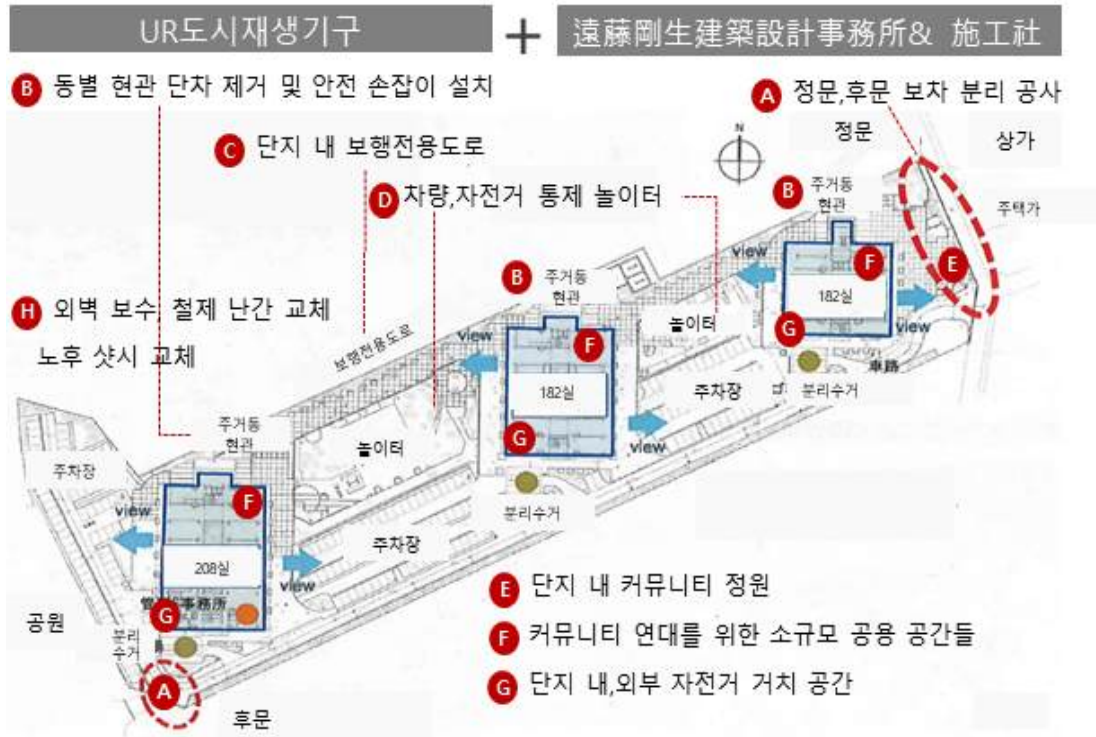 UR도시재생기구
+
遠藤剛生建築設計事務所& 施工社
B 동별 현관 단차 제거 및 안전 손잡이 설치
A 정문,후문 보차 분리 공사
정문
상가
C 단지 내 보행전용도로
N
D 차량,자전거 통제 놀이터
B 주거동
현관
주택가
view
F
E
182실
view
G
B 주거동
현관
H 외벽 보수, 철제 난간 교체
노후 샷시 교체
보행전용도로
view
놀이터
F
車路
182실
주차장
분리수거
G
view
주거동
현관
놀이터
주차장
분리수거
view
F
주차장
208실
view
G
事務所
공원
분리
수거
A
후문
E 단지 내 커뮤니티 정원
F 커뮤니티 연대를 위한 소규모 공용 공간들
G 단지 내,외부 자전거 거치 공간